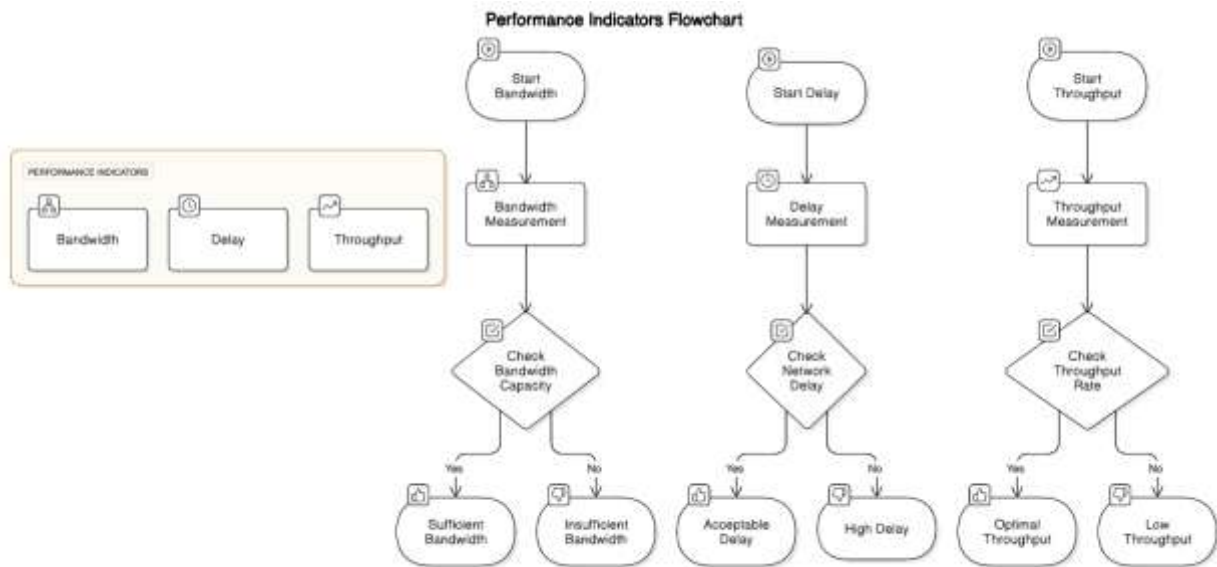 Performance Indicators Flowchart
PERFORMANCE INDICATORS
Bandwidth
Delay
Throughput
Start
Bandwidth
Bandwidth
Measurement
Check
Bandwidth
Capacity
Yes
No
Sufficient
Bandwidth
Insufficient
Bandwidth
Start Delay
Delay
Measurement
Check
Network
Delay
Yes
No
Acceptable
Delay
High Delay
Start
Throughput
Throughput
Measurement
Check
Throughput
Rate
Yes
No
Optimal
Throughput
Low
Throughput